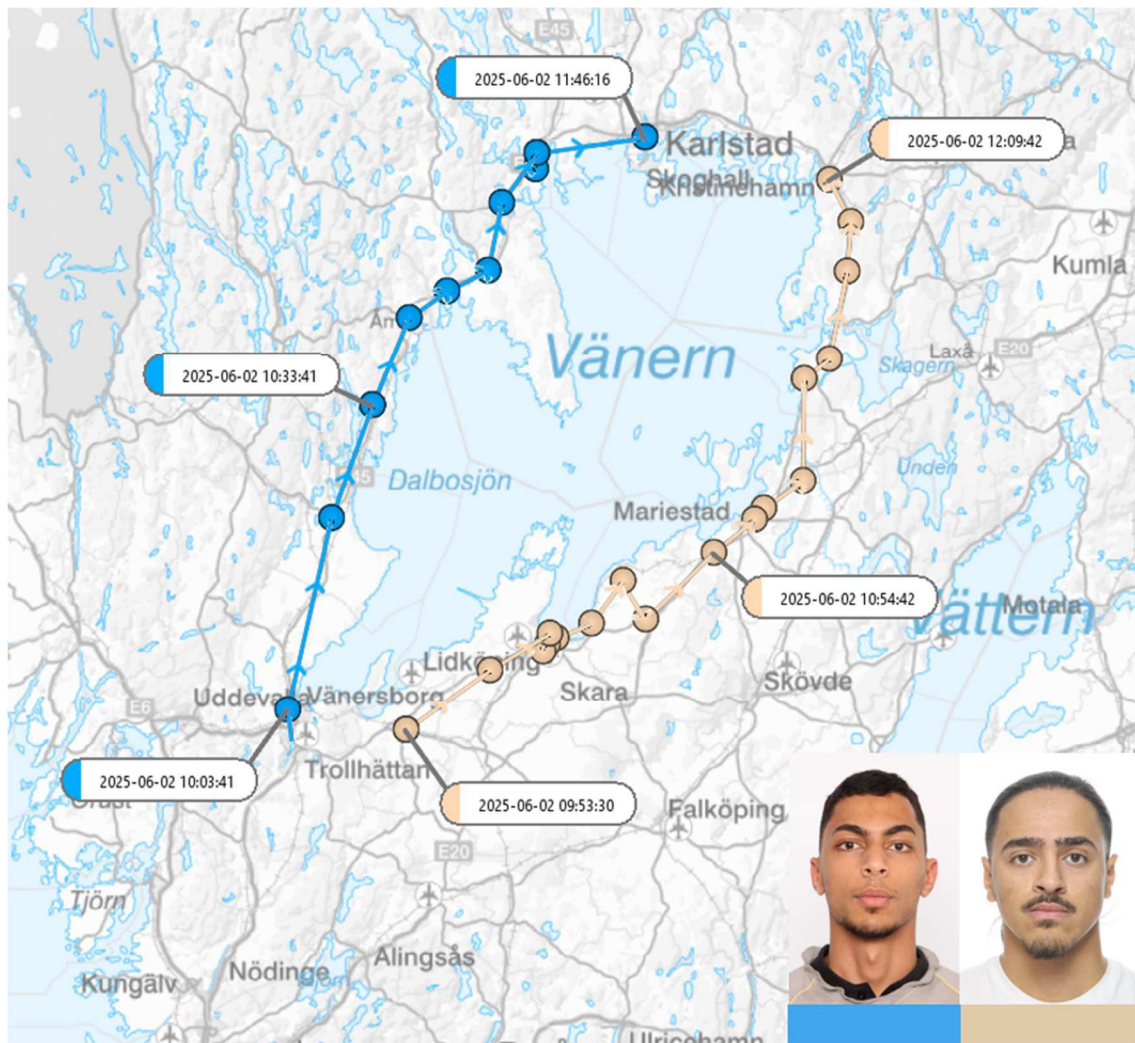 E45
2025-06-02 11:46:16
Karlstad
2025-06-02 12:09:42
Skoghall
Kristinehamn
Kumla
Åm
Vänern
Laxå
E20
Skagern
2025-06-02 10:33:41
Dalbosjön
Unden
Mariestad
2025-06-02 10:54:42
Motala
Vättern
Lidköping
Skara
Skövde
Uddevalla
Vänersborg
E6
2025-06-02 10:03:41
Trollhättan
2025-06-02 09:53:30
Falköping
E20
Tjörn
Alingsås
Nödinge
Kungälv
Ulricehamn